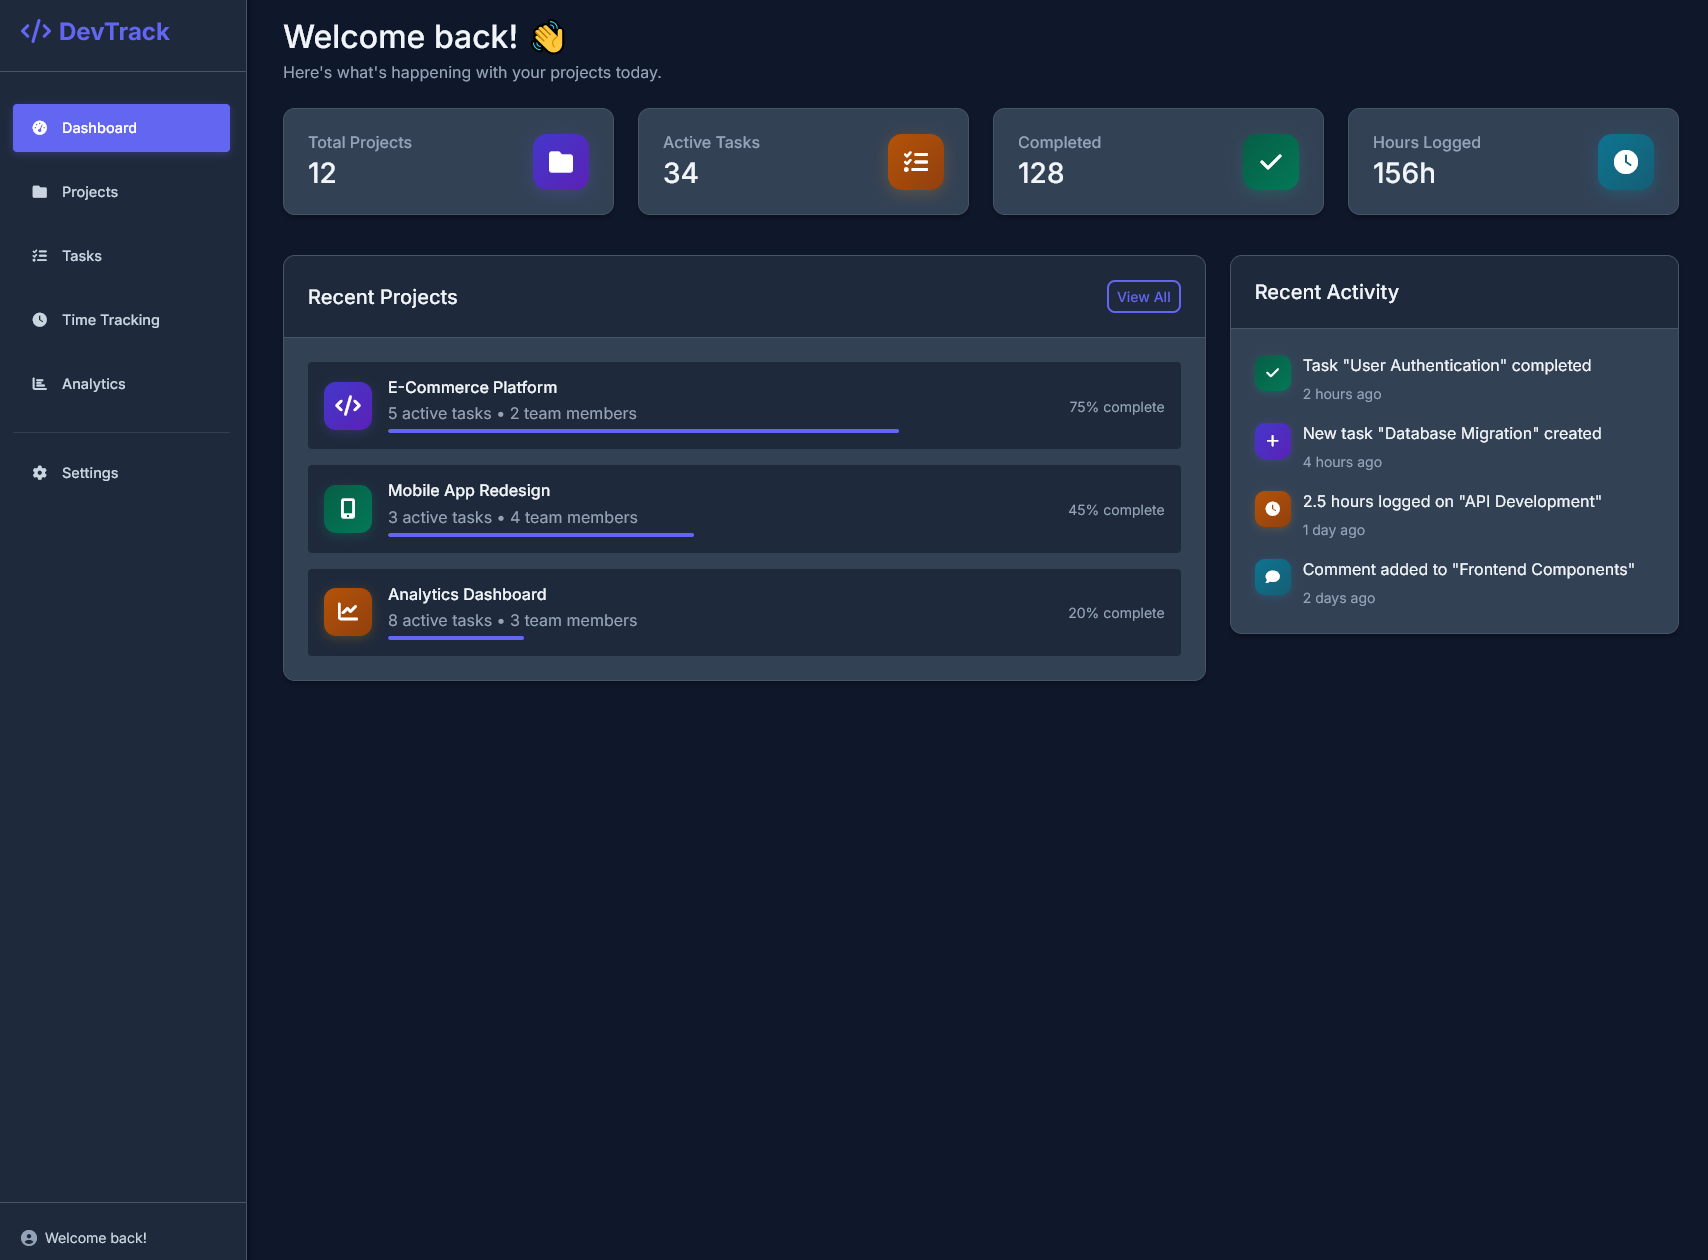 DevTrack
Dashboard
Projects
Tasks
Time Tracking
Analytics
Settings
Welcome back!
Welcome back! 👋
Here's what's happening with your projects today.
Total Projects
12
Active Tasks
34
Completed
128
Hours Logged
156h
Recent Projects
View All
E-Commerce Platform
5 active tasks • 2 team members
75% complete
Mobile App Redesign
3 active tasks • 4 team members
45% complete
Analytics Dashboard
8 active tasks • 3 team members
20% complete
Recent Activity
Task "User Authentication" completed
2 hours ago
New task "Database Migration" created
4 hours ago
2.5 hours logged on "API Development"
1 day ago
Comment added to "Frontend Components"
2 days ago